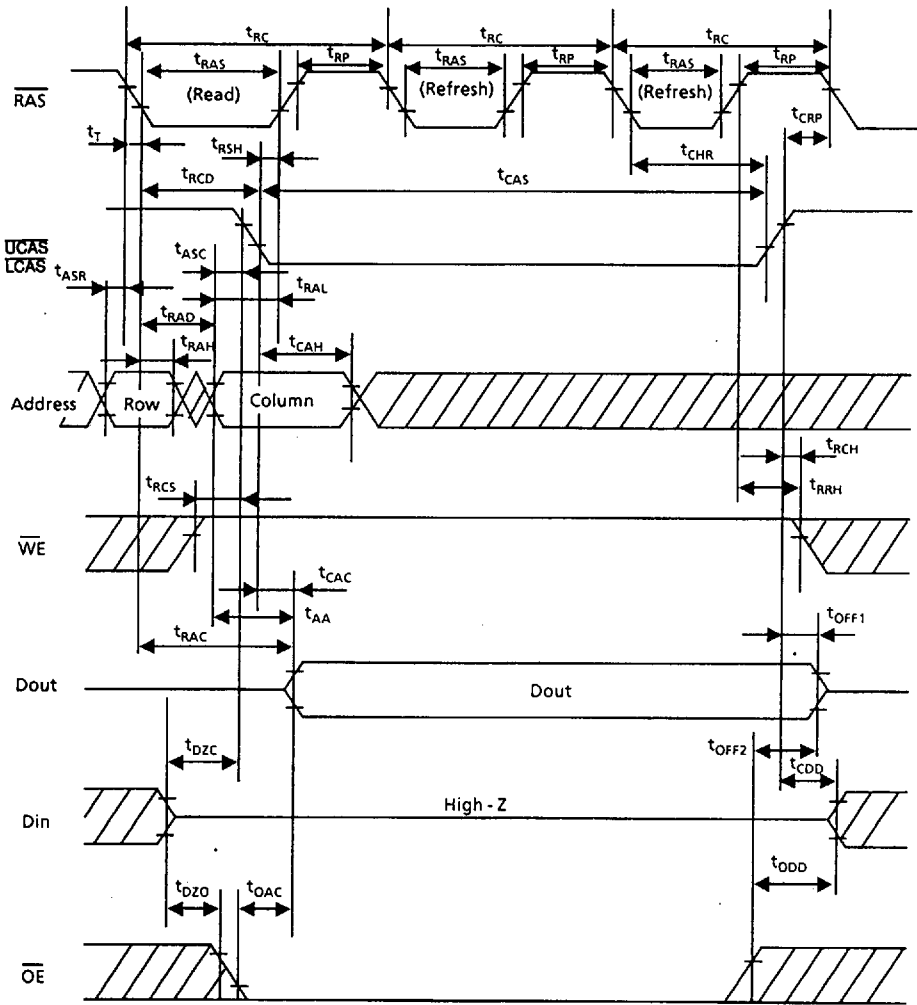 tRC tRC tRC
tRAS tRP tRAS tRP tRAS tRP
RAS (Read) (Refresh) (Refresh)
tT tRSH tCRP
tCHR
tRCD tCAS
UCAS
LCAS
tASC
tASR tRAL
tRAD
tRAH tCAH
Address Row Column
tRCH
tRCS tRRH
WE
tCAC
tAA tOFF1
tRAC
Dout Dout
tDZC tOFF2 tCDD
Din High - Z
tODD
tDZO tOAC
OE